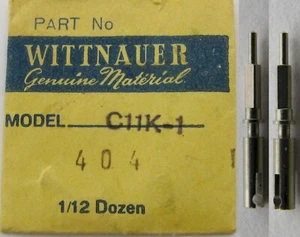 PART No
WITTNAUER
Genuine Material
MODEL C11K-1
404
1/12 Dozen